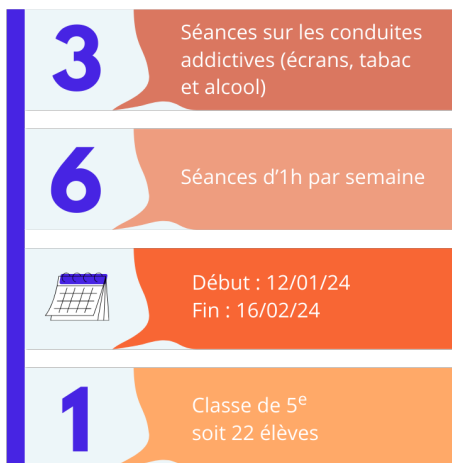 3
Séances sur les conduites
addictives (écrans, tabac
et alcool)
6
Séances d'1h par semaine
Début : 12/01/24
Fin : 16/02/24
1
Classe de 5e
soit 22 élèves